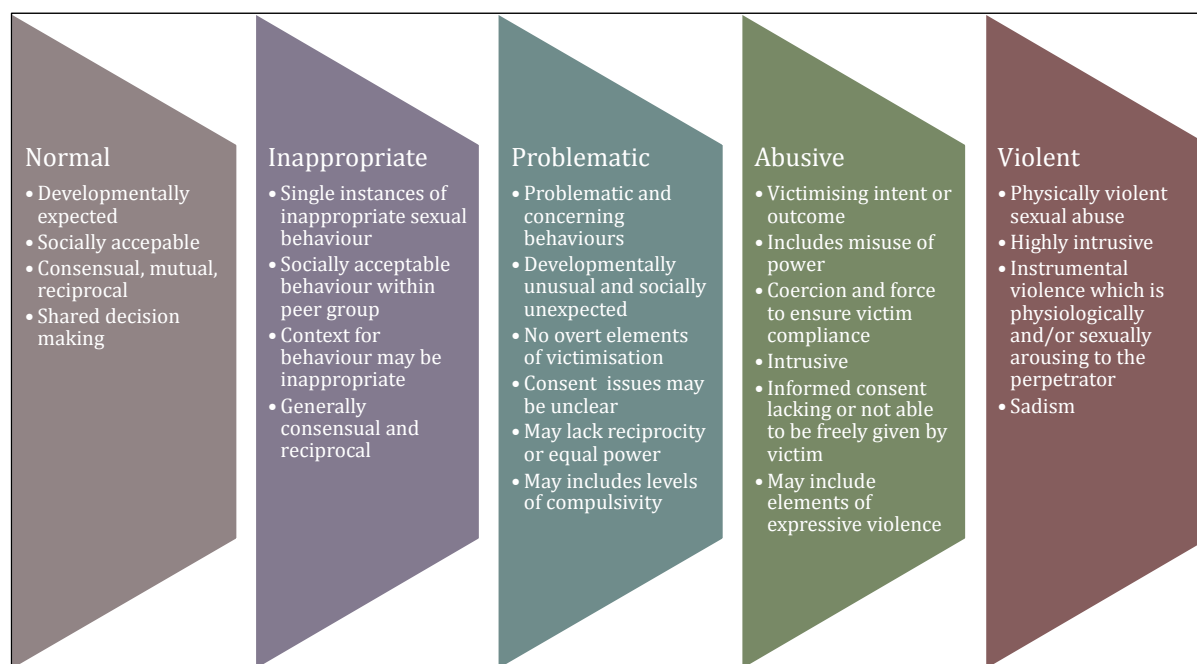 Normal
• Developmentally
expected
• Socially accepable
• Consensual, mutual,
reciprocal
• Shared decision
making
Inappropriate
• Single instances of
inappropriate sexual
behaviour
• Socially acceptable
behaviour within
peer group
• Context for
behaviour may be
inappropriate
• Generally
consensual and
reciprocal
Problematic
• Problematic and
concerning
behaviours
• Developmentally
unusual and socially
unexpected
• No overt elements
of victimisation
• Consent issues may
be unclear
• May lack reciprocity
or equal power
• May includes levels
of compulsivity
Abusive
• Victimising intent or
outcome
• Includes misuse of
power
• Coercion and force
to ensure victim
compliance
• Intrusive
• Informed consent
lacking or not able
to be freely given by
victim
• May include
elements of
expressive violence
Violent
• Physically violent
sexual abuse
• Highly intrusive
• Instrumental
violence which is
physiologically
and/or sexually
arousing to the
perpetrator
• Sadism